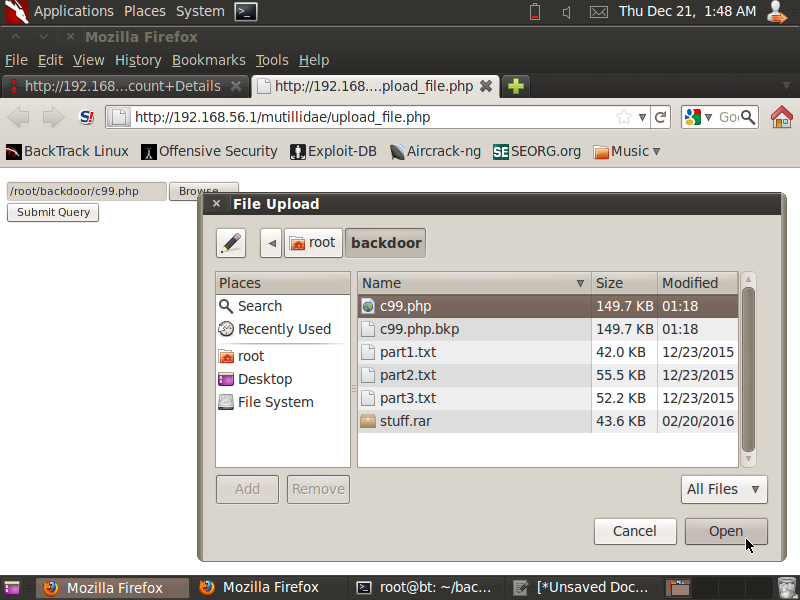 Applications Places System Thu Dec 21, 1:48 AM
Mozilla Firefox
File Edit View History Bookmarks Tools Help
http://192.168...count+Details http://192.168....pload_file.php
S! http://192.168.56.1/mutillidae/upload_file.php Goo
BackTrack Linux Offensive Security Exploit-DB Aircrack-ng SE SEORG.org Music
/root/backdoor/c99.php Browse...
Submit Query
File Upload
root backdoor
Places Name Size Modified
Search c99.php 149.7 KB 01:18
Recently Used c99.php.bkp 149.7 KB 01:18
part1.txt 42.0 KB 12/23/2015
root part2.txt 55.5 KB 12/23/2015
Desktop part3.txt 52.2 KB 12/23/2015
File System stuff.rar 43.6 KB 02/20/2016
Add Remove All Files
Cancel Open
Mozilla Firefox Mozilla Firefox root@bt: ~/bac... [*Unsaved Doc...